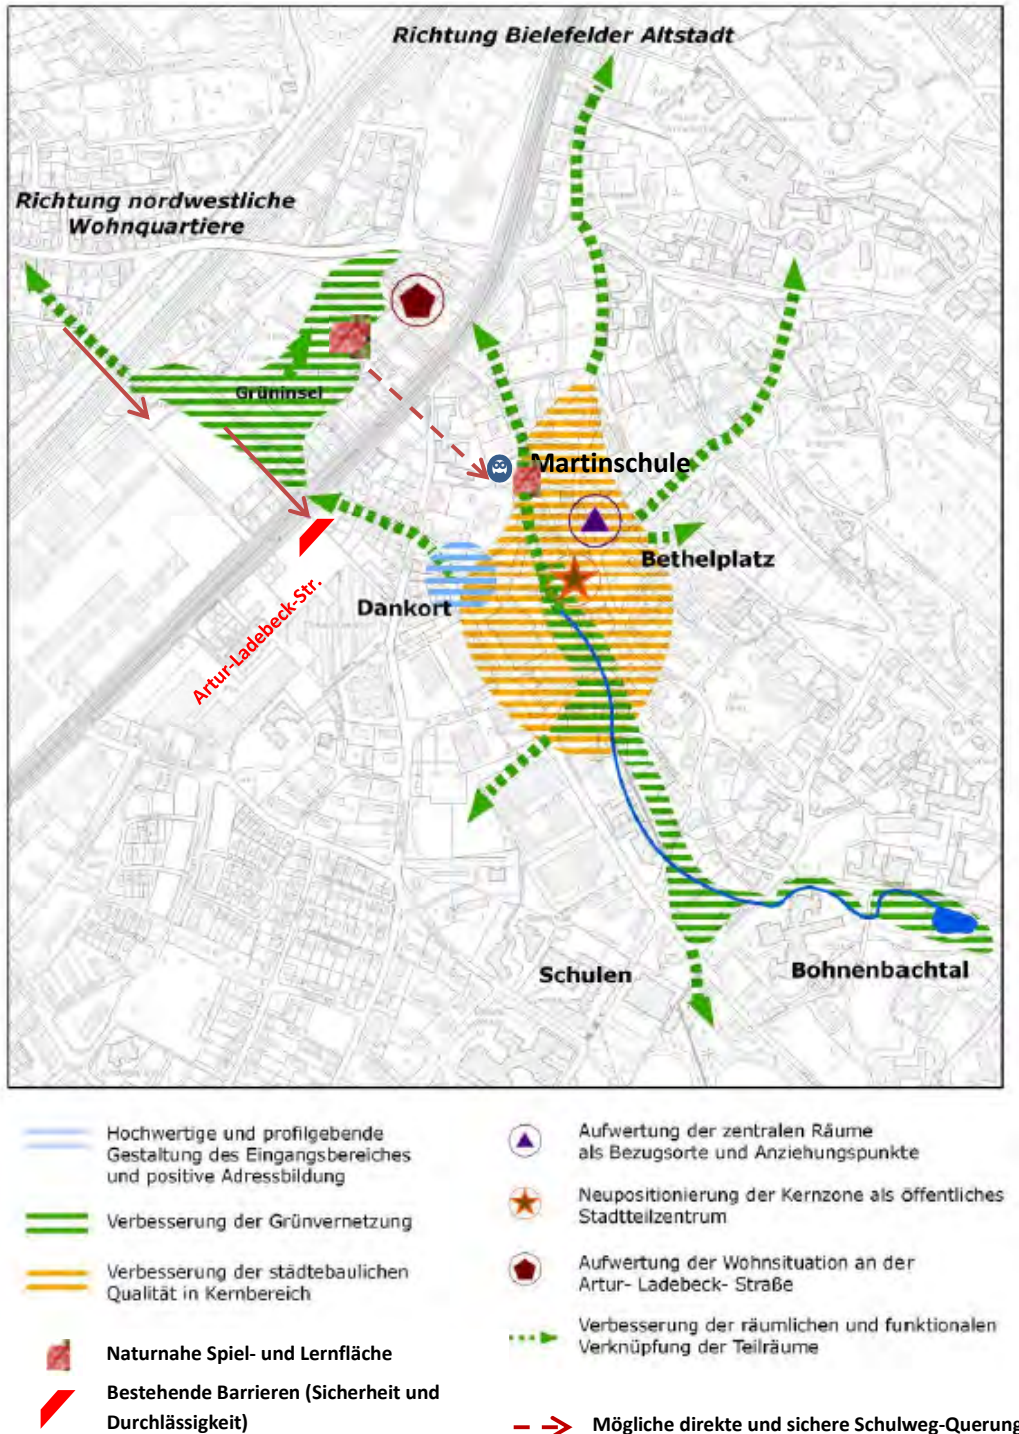 Richtung Bielefelder Altstadt
Richtung nordwestliche
Wohnquartiere
Grüninsel
Martinschule
Bethelplatz
Dankort
Artur-Ladebeck-Str.
Schulen
Bohnenbachtal
Hochwertige und profilgebende
Gestaltung des Eingangsbereiches
und positive Adressbildung
Verbesserung der Grünvernetzung
Verbesserung der städtebaulichen
Qualität in Kernbereich
Naturnahe Spiel- und Lernfläche
Bestehende Barrieren (Sicherheit und
Durchlässigkeit)
Aufwertung der zentralen Räume
als Bezugsorte und Anziehungspunkte
Neupositionierung der Kernzone als öffentliches
Stadtteilzentrum
Aufwertung der Wohnsituation an der
Artur- Ladebeck- Straße
Verbesserung der räumlichen und funktionalen
Verknüpfung der Teilräume
Mögliche direkte und sichere Schulweg-Querung